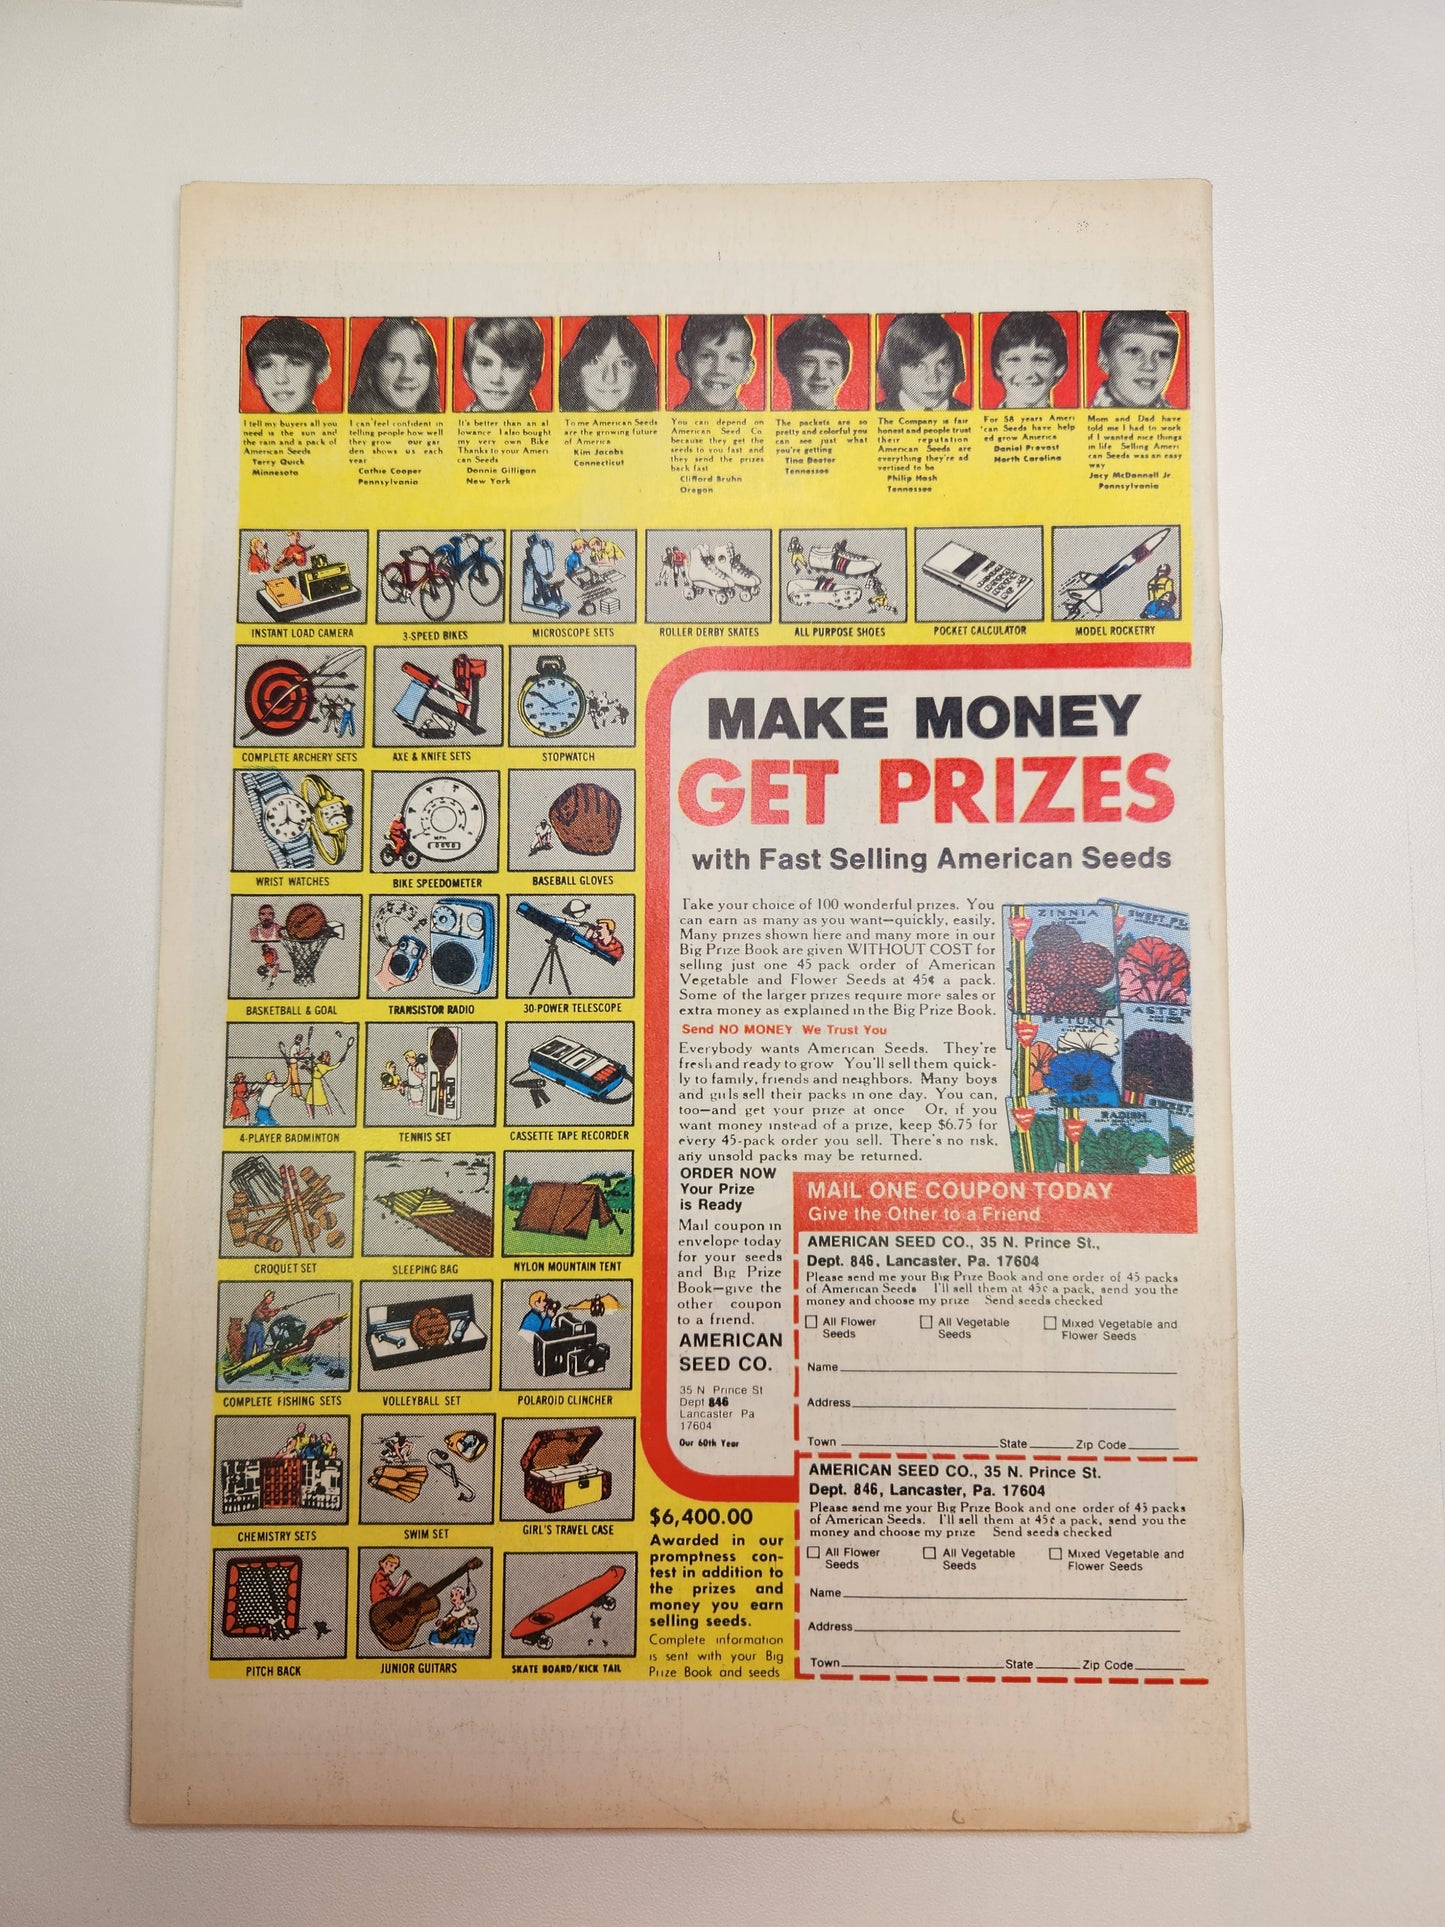 I tell my buyers all you
need is the sun and
the rain and a pack of
American Seeds
Terry Quick
Minnesota
I can feel confident in
telling people how well
they grow our gar
den shows us each
year
Cathie Cooper
Pennsylvania
It's better than an al
lowance I also bought
my very own Bike
Thanks to your Ameri
can Seeds
Donnie Gilligan
New York
To me American Seeds
are the growing future
of America
Kim Jacobs
Connecticut
You can depend on
American Seed Co
because they get the
seeds to you fast and
they send the prizes
back fast
Clifford Bruhn
Oregon
The packets are so
pretty and colorful you
can see just what
you're getting
Tina Deeter
Tennessee
The Company is fair
honest and people trust
their reputation
American Seeds are
everything they're ad
vertised to be
Philip Hash
Tennessee
For 58 years Ameri
can Seeds have help
ed grow America
Daniel Provost
North Carolina
Mom and Dad have
told me I had to work
if I wanted nice things
in life Selling Ameri
can Seeds was an easy
way
Jacy McDonnell Jr.
Pennsylvania
INSTANT LOAD CAMERA
3-SPEED BIKES
MICROSCOPE SETS
ROLLER DERBY SKATES
ALL PURPOSE SHOES
POCKET CALCULATOR
MODEL ROCKETRY
COMPLETE ARCHERY SETS
AXE & KNIFE SETS
STOPWATCH
WRIST WATCHES
MPH
BIKE SPEEDOMETER
BASEBALL GLOVES
BASKETBALL & GOAL
TRANSISTOR RADIO
30-POWER TELESCOPE
4-PLAYER BADMINTON
TENNIS SET
CASSETTE TAPE RECORDER
CROQUET SET
SLEEPING BAG
NYLON MOUNTAIN TENT
COMPLETE FISHING SETS
VOLLEYBALL SET
POLAROID CLINCHER
CHEMISTRY SETS
SWIM SET
GIRL'S TRAVEL CASE
PITCH BACK
JUNIOR GUITARS
SKATE BOARD/KICK TAIL
MAKE MONEY
GET PRIZES
with Fast Selling American Seeds
Take your choice of 100 wonderful prizes. You
can earn as many as you want—quickly, easily.
Many prizes shown here and many more in our
Big Prize Book are given WITHOUT COST for
selling just one 45 pack order of American
Vegetable and Flower Seeds at 45¢ a pack.
Some of the larger prizes require more sales or
extra money as explained in the Big Prize Book.
Send NO MONEY We Trust You
Everybody wants American Seeds. They're
fresh and ready to grow You'll sell them quick-
ly to family, friends and neighbors. Many boys
and girls sell their packs in one day. You can,
too—and get your prize at once Or, if you
want money instead of a prize, keep $6.75 for
every 45-pack order you sell. There's no risk,
any unsold packs may be returned.
ZINNIA
SWEET PEA
PETUNIA
ASTER
BEANS
RADISH
SWEET
ORDER NOW
Your Prize
is Ready
Mail coupon in
envelope today
for your seeds
and Big Prize
Book—give the
other coupon
to a friend.
AMERICAN
SEED CO.
35 N Prince St
Dept 846
Lancaster Pa
17604
Our 60th Year
MAIL ONE COUPON TODAY
Give the Other to a Friend
AMERICAN SEED CO., 35 N. Prince St.,
Dept. 846, Lancaster, Pa. 17604
Please send me your Big Prize Book and one order of 45 packs
of American Seeds I'll sell them at 45¢ a pack, send you the
money and choose my prize Send seeds checked
All Flower
Seeds
All Vegetable
Seeds
Mixed Vegetable and
Flower Seeds
Name
Address
Town State Zip Code
AMERICAN SEED CO., 35 N. Prince St.
Dept. 846, Lancaster, Pa. 17604
Please send me your Big Prize Book and one order of 45 packs
of American Seeds. I'll sell them at 45¢ a pack, send you the
money and choose my prize Send seeds checked
All Flower
Seeds
All Vegetable
Seeds
Mixed Vegetable and
Flower Seeds
Name
Address
Town State Zip Code
$6,400.00
Awarded in our
promptness con-
test in addition to
the prizes and
money you earn
selling seeds.
Complete information
is sent with your Big
Prize Book and seeds